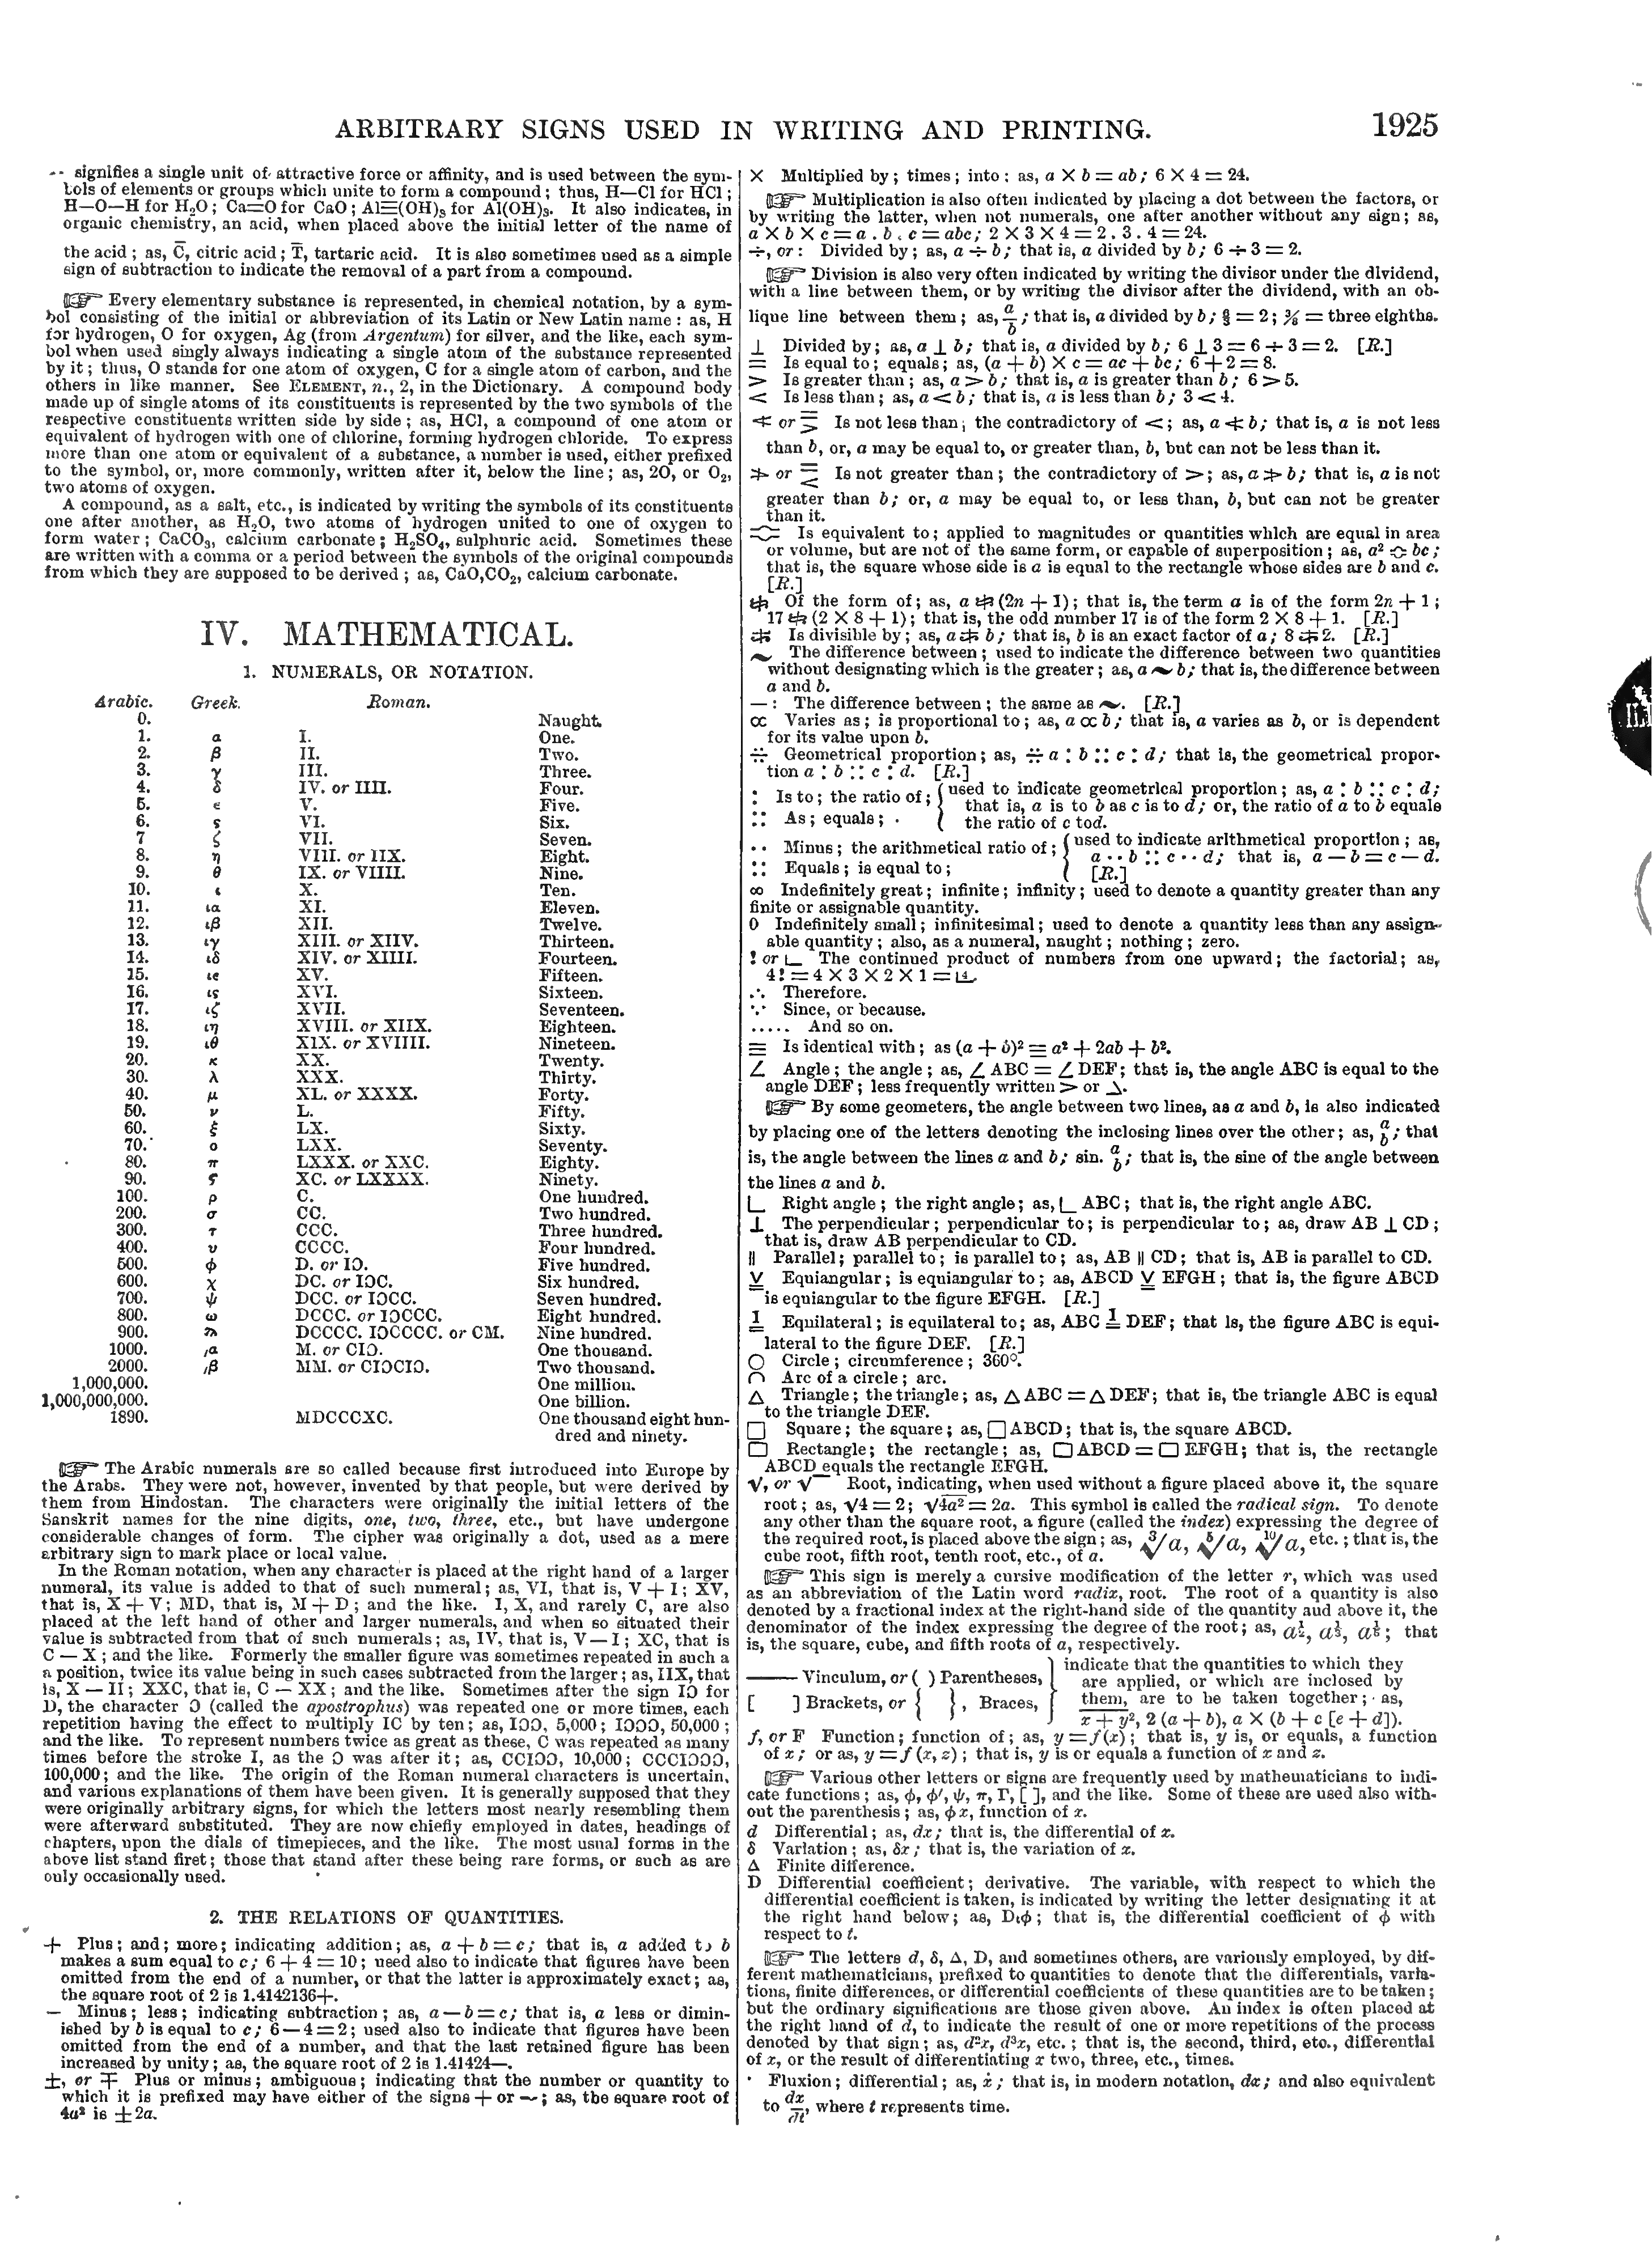 ARBITRARY SIGNS USED IN WRITING AND PRINTING. 1925
-- signifies a single unit of attractive force or affinity, and is used between the sym-
bols of elements or groups which unite to form a compound; thus, H—Cl for HCl;
H—O—H for H₂O; Ca=O for CaO; Al≡(OH)₃ for Al(OH)₃. It also indicates, in
organic chemistry, an acid, when placed above the initial letter of the name of
the acid; as, C̅, citric acid; T̅, tartaric acid. It is also sometimes used as a simple
sign of subtraction to indicate the removal of a part from a compound.
☞ Every elementary substance is represented, in chemical notation, by a sym-
bol consisting of the initial or abbreviation of its Latin or New Latin name: as, H
for hydrogen, O for oxygen, Ag (from Argentum) for silver, and the like, each sym-
bol when used singly always indicating a single atom of the substance represented
by it; thus, O stands for one atom of oxygen, C for a single atom of carbon, and the
others in like manner. See ELEMENT, n., 2, in the Dictionary. A compound body
made up of single atoms of its constituents is represented by the two symbols of the
respective constituents written side by side; as, HCl, a compound of one atom or
equivalent of hydrogen with one of chlorine, forming hydrogen chloride. To express
more than one atom or equivalent of a substance, a number is used, either prefixed
to the symbol, or, more commonly, written after it, below the line; as, 2O, or O₂,
two atoms of oxygen.
A compound, as a salt, etc., is indicated by writing the symbols of its constituents
one after another, as H₂O, two atoms of hydrogen united to one of oxygen to
form water; CaCO₃, calcium carbonate; H₂SO₄, sulphuric acid. Sometimes these
are written with a comma or a period between the symbols of the original compounds
from which they are supposed to be derived; as, CaO,CO₂, calcium carbonate.
IV. MATHEMATICAL.
1. NUMERALS, OR NOTATION.
Arabic. Greek. Roman.
0. Naught.
1. α I. One.
2. β II. Two.
3. γ III. Three.
4. δ IV. or IIII. Four.
5. ε V. Five.
6. ς VI. Six.
7 ζ VII. Seven.
8. η VIII. or IIX. Eight.
9. θ IX. or VIIII. Nine.
10. ι X. Ten.
11. ια XI. Eleven.
12. ιβ XII. Twelve.
13. ιγ XIII. or XIIV. Thirteen.
14. ιδ XIV. or XIIII. Fourteen.
15. ιε XV. Fifteen.
16. ις XVI. Sixteen.
17. ιζ XVII. Seventeen.
18. ιη XVIII. or XIIX. Eighteen.
19. ιθ XIX. or XVIIII. Nineteen.
20. κ XX. Twenty.
30. λ XXX. Thirty.
40. μ XL. or XXXX. Forty.
50. ν L. Fifty.
60. ξ LX. Sixty.
70. ο LXX. Seventy.
80. π LXXX. or XXC. Eighty.
90. ϟ XC. or LXXXX. Ninety.
100. ρ C. One hundred.
200. σ CC. Two hundred.
300. τ CCC. Three hundred.
400. υ CCCC. Four hundred.
500. ϕ D. or IↃ. Five hundred.
600. χ DC. or IↃC. Six hundred.
700. ψ DCC. or IↃCC. Seven hundred.
800. ω DCCC. or IↃCCC. Eight hundred.
900. ϡ DCCCC. IↃCCCC. or CM. Nine hundred.
1000. ͵α M. or CIↃ. One thousand.
2000. ͵β MM. or CIↃCIↃ. Two thousand.
1,000,000. One million.
1,000,000,000. One billion.
1890. MDCCCXC. One thousand eight hun-
dred and ninety.
☞ The Arabic numerals are so called because first introduced into Europe by
the Arabs. They were not, however, invented by that people, but were derived by
them from Hindostan. The characters were originally the initial letters of the
Sanskrit names for the nine digits, one, two, three, etc., but have undergone
considerable changes of form. The cipher was originally a dot, used as a mere
arbitrary sign to mark place or local value.
In the Roman notation, when any character is placed at the right hand of a larger
numeral, its value is added to that of such numeral; as, VI, that is, V + I; XV,
that is, X + V; MD, that is, M + D; and the like. I, X, and rarely C, are also
placed at the left hand of other and larger numerals, and when so situated their
value is subtracted from that of such numerals; as, IV, that is, V — I; XC, that is
C — X; and the like. Formerly the smaller figure was sometimes repeated in such a
a position, twice its value being in such cases subtracted from the larger; as, IIX, that
is, X — II; XXC, that is, C — XX; and the like. Sometimes after the sign IↃ for
D, the character Ↄ (called the apostrophus) was repeated one or more times, each
repetition having the effect to multiply IC by ten; as, IↃↃ, 5,000; IↃↃↃ, 50,000;
and the like. To represent numbers twice as great as these, C was repeated as many
times before the stroke I, as the Ↄ was after it; as, CCIↃↃ, 10,000; CCCIↃↃↃ,
100,000; and the like. The origin of the Roman numeral characters is uncertain,
and various explanations of them have been given. It is generally supposed that they
were originally arbitrary signs, for which the letters most nearly resembling them
were afterward substituted. They are now chiefly employed in dates, headings of
chapters, upon the dials of timepieces, and the like. The most usual forms in the
above list stand first; those that stand after these being rare forms, or such as are
only occasionally used.
2. THE RELATIONS OF QUANTITIES.
+ Plus; and; more; indicating addition; as, a + b = c; that is, a added to b
makes a sum equal to c; 6 + 4 = 10; used also to indicate that figures have been
omitted from the end of a number, or that the latter is approximately exact; as,
the square root of 2 is 1.4142136+.
— Minus; less; indicating subtraction; as, a — b = c; that is, a less or dimin-
ished by b is equal to c; 6 — 4 = 2; used also to indicate that figures have been
omitted from the end of a number, and that the last retained figure has been
increased by unity; as, the square root of 2 is 1.41424—.
±, or ∓ Plus or minus; ambiguous; indicating that the number or quantity to
which it is prefixed may have either of the signs + or —; as, the square root of
4a² is ± 2a.
× Multiplied by; times; into: as, a × b = ab; 6 × 4 = 24.
☞ Multiplication is also often indicated by placing a dot between the factors, or
by writing the latter, when not numerals, one after another without any sign; as,
a × b × c = a . b . c = abc; 2 × 3 × 4 = 2 . 3 . 4 = 24.
÷, or : Divided by; as, a ÷ b; that is, a divided by b; 6 ÷ 3 = 2.
☞ Division is also very often indicated by writing the divisor under the dividend,
with a line between them, or by writing the divisor after the dividend, with an ob-
lique line between them; as, a/b; that is, a divided by b; 6/3 = 2; ⅜ = three eighths.
⊥ Divided by; as, a ⊥ b; that is, a divided by b; 6 ⊥ 3 = 6 ÷ 3 = 2. [R.]
= Is equal to; equals; as, (a + b) × c = ac + bc; 6 + 2 = 8.
> Is greater than; as, a > b; that is, a is greater than b; 6 > 5.
< Is less than; as, a < b; that is, a is less than b; 3 < 4.
≮ or ⋝ Is not less than; the contradictory of <; as, a ≮ b; that is, a is not less
than b, or, a may be equal to, or greater than, b, but can not be less than it.
≯ or ⋜ Is not greater than; the contradictory of >; as, a ≯ b; that is, a is not
greater than b; or, a may be equal to, or less than, b, but can not be greater
than it.
Is equivalent to; applied to magnitudes or quantities which are equal in area
or volume, but are not of the same form, or capable of superposition; as, a² bc;
that is, the square whose side is a is equal to the rectangle whose sides are b and c.
[R.]
Of the form of; as, a (2n + 1); that is, the term a is of the form 2n + 1;
17 (2 × 8 + 1); that is, the odd number 17 is of the form 2 × 8 + 1. [R.]
Is divisible by; as, a b; that is, b is an exact factor of a; 8 2. [R.]
∼ The difference between; used to indicate the difference between two quantities
without designating which is the greater; as, a ∼ b; that is, the difference between
a and b.
—: The difference between; the same as ∼. [R.]
∝ Varies as; is proportional to; as, a ∝ b; that is, a varies as b, or is dependent
for its value upon b.
∺ Geometrical proportion; as, ∺ a : b :: c : d; that is, the geometrical propor-
tion a : b :: c : d. [R.]
: Is to; the ratio of; { used to indicate geometrical proportion; as, a : b :: c : d;
that is, a is to b as c is to d; or, the ratio of a to b equals
:: As; equals; the ratio of c to d.
·· Minus; the arithmetical ratio of; { used to indicate arithmetical proportion; as,
a ·· b :: c ·· d; that is, a — b = c — d.
:: Equals; is equal to; [R.]
∞ Indefinitely great; infinite; infinity; used to denote a quantity greater than any
finite or assignable quantity.
0 Indefinitely small; infinitesimal; used to denote a quantity less than any assign-
able quantity; also, as a numeral, naught; nothing; zero.
! or ∟ The continued product of numbers from one upward; the factorial; as,
4! = 4 × 3 × 2 × 1 = |4.
∴ Therefore.
∵ Since, or because.
..... And so on.
≡ Is identical with; as (a + b)² ≡ a² + 2ab + b².
∠ Angle; the angle; as, ∠ ABC = ∠ DEF; that is, the angle ABC is equal to the
angle DEF; less frequently written > or ⊿.
☞ By some geometers, the angle between two lines, as a and b, is also indicated
by placing one of the letters denoting the inclosing lines over the other; as, a/b; that
is, the angle between the lines a and b; sin. a/b; that is, the sine of the angle between
the lines a and b.
∟ Right angle; the right angle; as, ∟ ABC; that is, the right angle ABC.
⊥ The perpendicular; perpendicular to; is perpendicular to; as, draw AB ⊥ CD;
that is, draw AB perpendicular to CD.
∥ Parallel; parallel to; is parallel to; as, AB ∥ CD; that is, AB is parallel to CD.
⩡ Equiangular; is equiangular to; as, ABCD ⩡ EFGH; that is, the figure ABCD
is equiangular to the figure EFGH. [R.]
Equilateral; is equilateral to; as, ABC DEF; that is, the figure ABC is equi-
lateral to the figure DEF. [R.]
○ Circle; circumference; 360°.
⌒ Arc of a circle; arc.
△ Triangle; the triangle; as, △ ABC = △ DEF; that is, the triangle ABC is equal
to the triangle DEF.
□ Square; the square; as, □ ABCD; that is, the square ABCD.
▭ Rectangle; the rectangle; as, ▭ ABCD = ▭ EFGH; that is, the rectangle
ABCD equals the rectangle EFGH.
√, or √‾ Root, indicating, when used without a figure placed above it, the square
root; as, √4 = 2; √4a² = 2a. This symbol is called the radical sign. To denote
any other than the square root, a figure (called the index) expressing the degree of
the required root, is placed above the sign; as, ³√a, ⁵√a, ¹⁰√a, etc.; that is, the
cube root, fifth root, tenth root, etc., of a.
☞ This sign is merely a cursive modification of the letter r, which was used
as an abbreviation of the Latin word radix, root. The root of a quantity is also
denoted by a fractional index at the right-hand side of the quantity and above it, the
denominator of the index expressing the degree of the root; as, a^½, a^⅓, a^⅕; that
is, the square, cube, and fifth roots of a, respectively.
—— Vinculum, or ( ) Parentheses, } indicate that the quantities to which they
are applied, or which are inclosed by
[ ] Brackets, or { }, Braces, them, are to be taken together; as,
x + y², 2 (a + b), a × (b + c [e + d]).
f, or F Function; function of; as, y = f(x); that is, y is, or equals, a function
of x; or as, y = f (x, z); that is, y is or equals a function of x and z.
☞ Various other letters or signs are frequently used by mathematicians to indi-
cate functions; as, ϕ, ϕ′, ψ, π, Γ, [ ], and the like. Some of these are used also with-
out the parenthesis; as, ϕ x, function of x.
d Differential; as, dx; that is, the differential of x.
δ Variation; as, δx; that is, the variation of x.
Δ Finite difference.
D Differential coefficient; derivative. The variable, with respect to which the
differential coefficient is taken, is indicated by writing the letter designating it at
the right hand below; as, Dₜϕ; that is, the differential coefficient of ϕ with
respect to t.
☞ The letters d, δ, Δ, D, and sometimes others, are variously employed, by dif-
ferent mathematicians, prefixed to quantities to denote that the differentials, varia-
tions, finite differences, or differential coefficients of these quantities are to be taken;
but the ordinary significations are those given above. An index is often placed at
the right hand of d, to indicate the result of one or more repetitions of the process
denoted by that sign; as, d²x, d³x, etc.; that is, the second, third, etc., differential
of x, or the result of differentiating x two, three, etc., times.
· Fluxion; differential; as, ẋ; that is, in modern notation, dx; and also equivalent
to dx/dt, where t represents time.